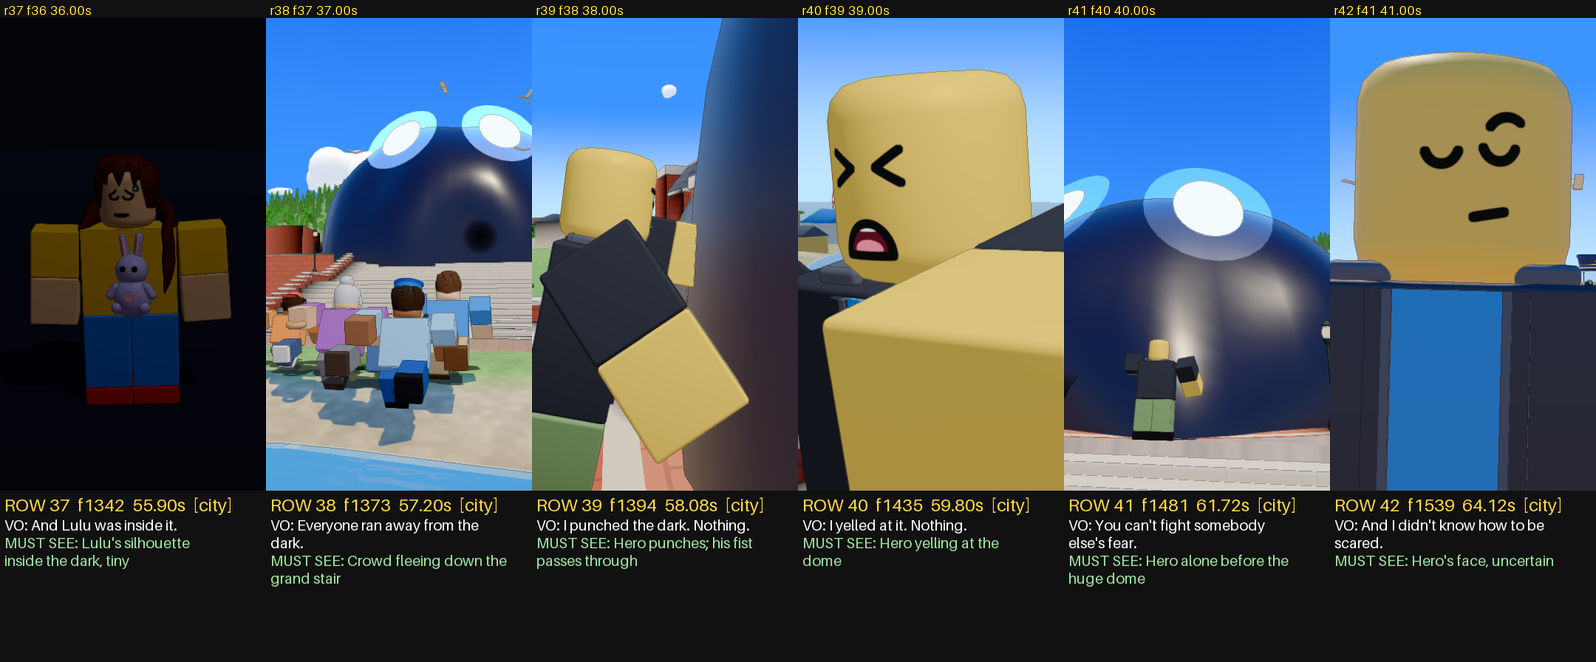 r37 f36 36.00s
r38 f37 37.00s
r39 f38 38.00s
r40 f39 39.00s
r41 f40 40.00s
r42 f41 41.00s
ROW 37 f1342 55.90s [city]
VO: And Lulu was inside it.
MUST SEE: Lulu's silhouette
inside the dark, tiny
ROW 38 f1373 57.20s [city]
VO: Everyone ran away from the
dark.
MUST SEE: Crowd fleeing down the
grand stair
ROW 39 f1394 58.08s [city]
VO: I punched the dark. Nothing.
MUST SEE: Hero punches; his fist
passes through
ROW 40 f1435 59.80s [city]
VO: I yelled at it. Nothing.
MUST SEE: Hero yelling at the
dome
ROW 41 f1481 61.72s [city]
VO: You can't fight somebody
else's fear.
MUST SEE: Hero alone before the
huge dome
ROW 42 f1539 64.12s [city]
VO: And I didn't know how to be
scared.
MUST SEE: Hero's face, uncertain